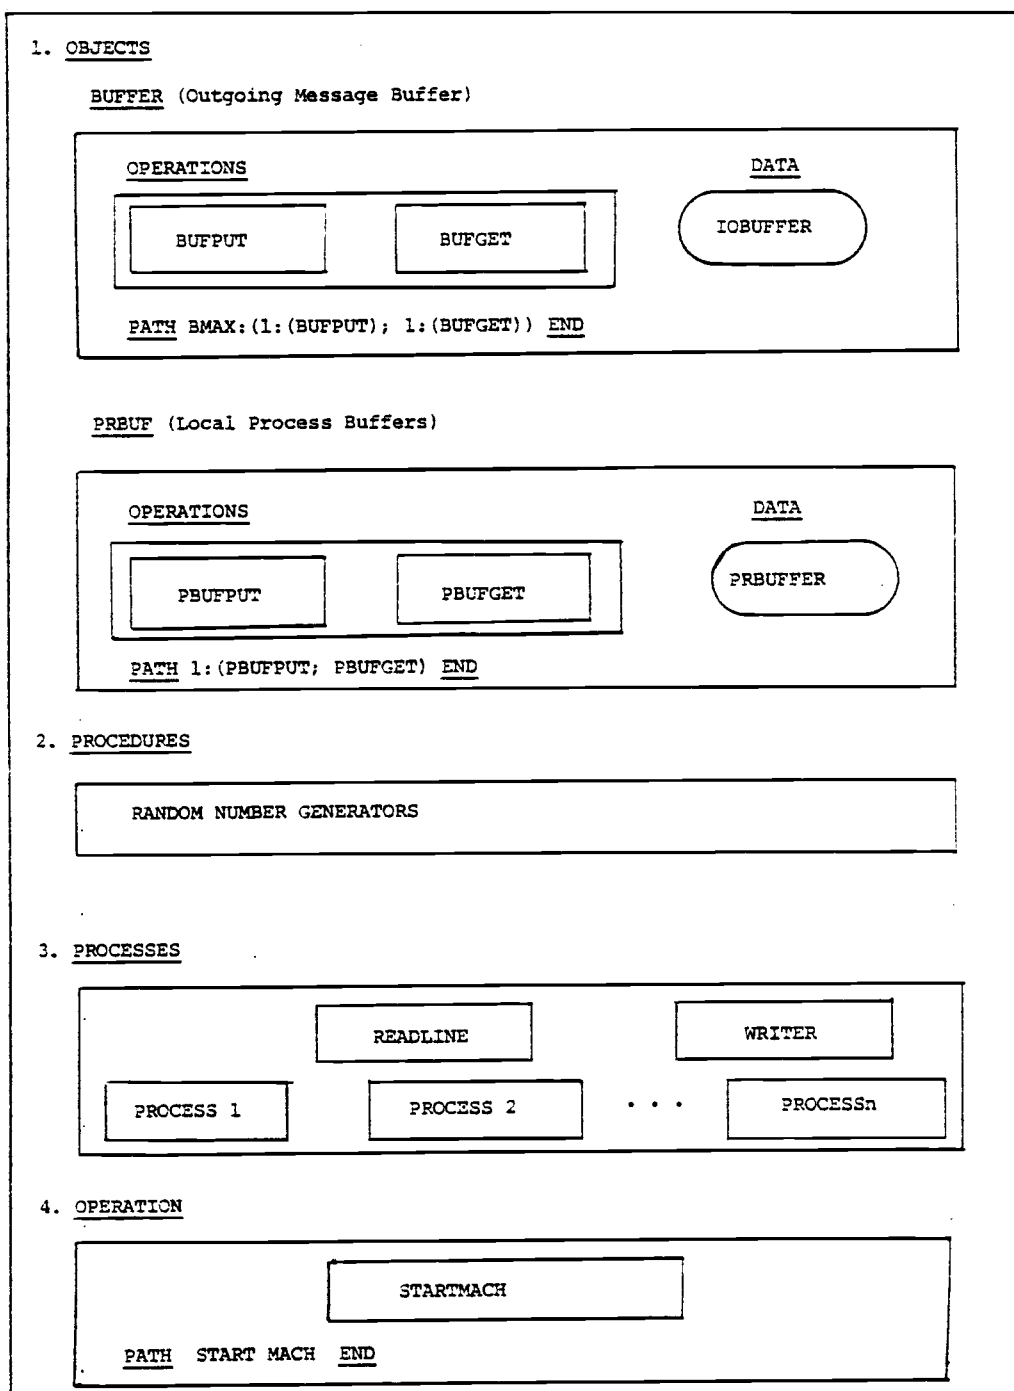 1. OBJECTS
BUFFER (Outgoing Message Buffer)
OPERATIONS DATA
BUFPUT BUFGET IOBUFFER
PATH BMAX:(1:(BUFPUT); 1:(BUFGET)) END
PRBUF (Local Process Buffers)
OPERATIONS DATA
PBUFPUT PBUFGET PRBUFFER
PATH 1:(PBUFPUT; PBUFGET) END
2. PROCEDURES
RANDOM NUMBER GENERATORS
3. PROCESSES
READLINE WRITER
PROCESS 1 PROCESS 2 . . . PROCESSn
4. OPERATION
STARTMACH
PATH START MACH END